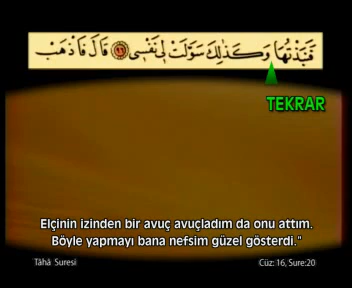 فَنَبَذْتُهَا وَكَذٰلِكَ سَوَّلَتْ لِي نَفْسِي ﴿٩٦﴾ قَالَ فَاذْهَبْ
TEKRAR
Elçinin izinden bir avuç avuçladım da onu attım.
Böyle yapmayı bana nefsim güzel gösterdi."
Tâhâ Suresi
Cüz: 16, Sure:20